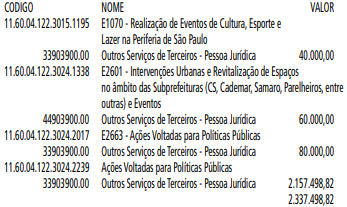 CODIGO NOME VALOR
11.60.04.122.3015.1195 E1070 - Realização de Eventos de Cultura, Esporte e
Lazer na Periferia de São Paulo
33903900.00 Outros Serviços de Terceiros - Pessoa Jurídica 40.000,00
11.60.04.122.3024.1338 E2601 - Intervenções Urbanas e Revitalização de Espaços
no âmbito das Subprefeituras (CS, Cademar, Samaro, Parelheiros, entre
outras) e Eventos
44903900.00 Outros Serviços de Terceiros - Pessoa Jurídica 60.000,00
11.60.04.122.3024.2017 E2663 - Ações Voltadas para Políticas Públicas
33903900.00 Outros Serviços de Terceiros - Pessoa Jurídica 80.000,00
11.60.04.122.3024.2239 Ações Voltadas para Políticas Públicas
33903900.00 Outros Serviços de Terceiros - Pessoa Jurídica 2.157.498,82
2.337.498,82